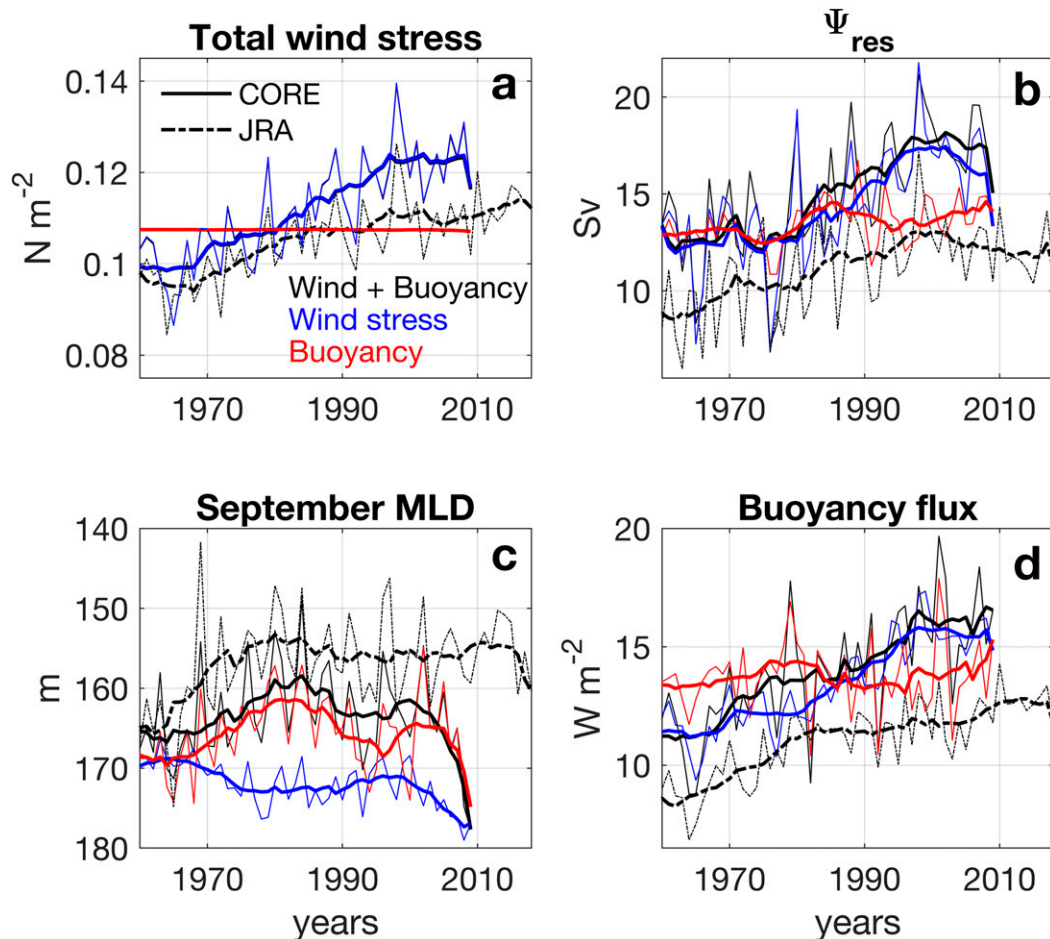 Total wind stress
a
0.14
0.12
0.1
0.08
N m-2
CORE
JRA
Wind + Buoyancy
Wind stress
Buoyancy
1970 1990 2010
Ψres
b
20
15
10
Sv
1970 1990 2010
September MLD
c
140
150
160
170
180
m
1970 1990 2010
years
Buoyancy flux
d
20
15
10
W m-2
1970 1990 2010
years